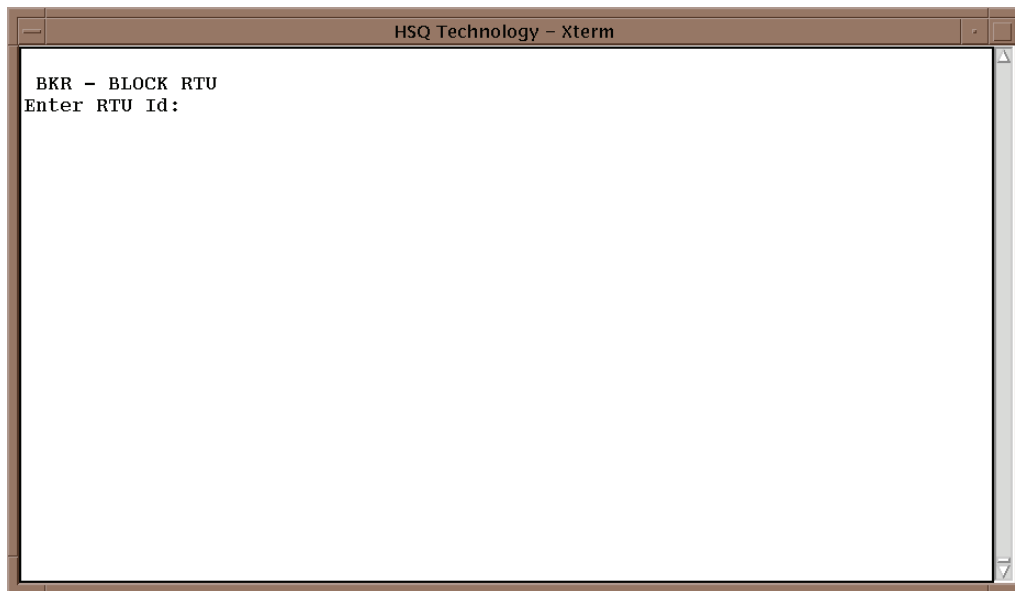 HSQ Technology – Xterm
BKR – BLOCK RTU
Enter RTU Id: